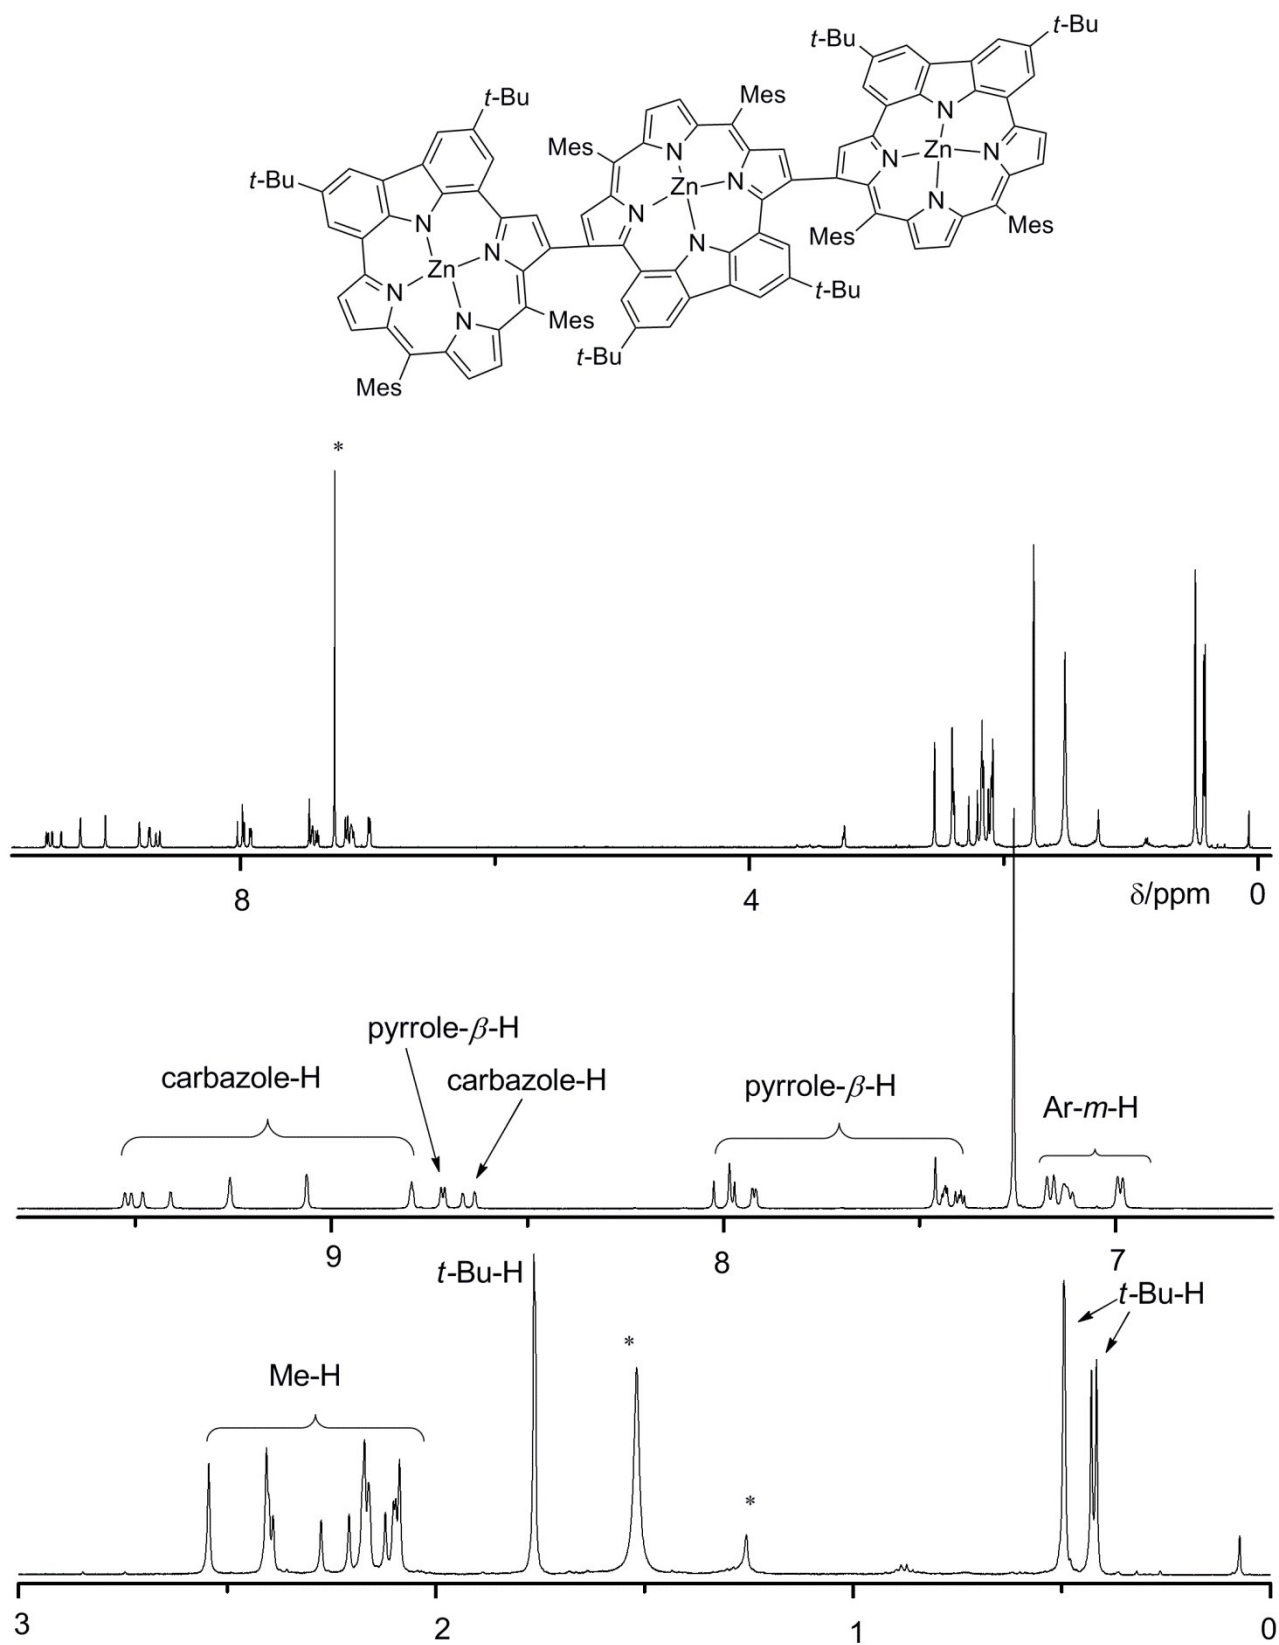 t-Bu
t-Bu
t-Bu
Mes
N
Zn
N
N
N
Mes
t-Bu
N
Zn
N
N
N
Mes
Mes
N
Zn
N
N
N
t-Bu
Mes
t-Bu
Mes
*
8
4
δ/ppm
0
pyrrole-β-H
carbazole-H
carbazole-H
pyrrole-β-H
Ar-m-H
9
8
7
t-Bu-H
t-Bu-H
*
Me-H
*
3
2
1
0